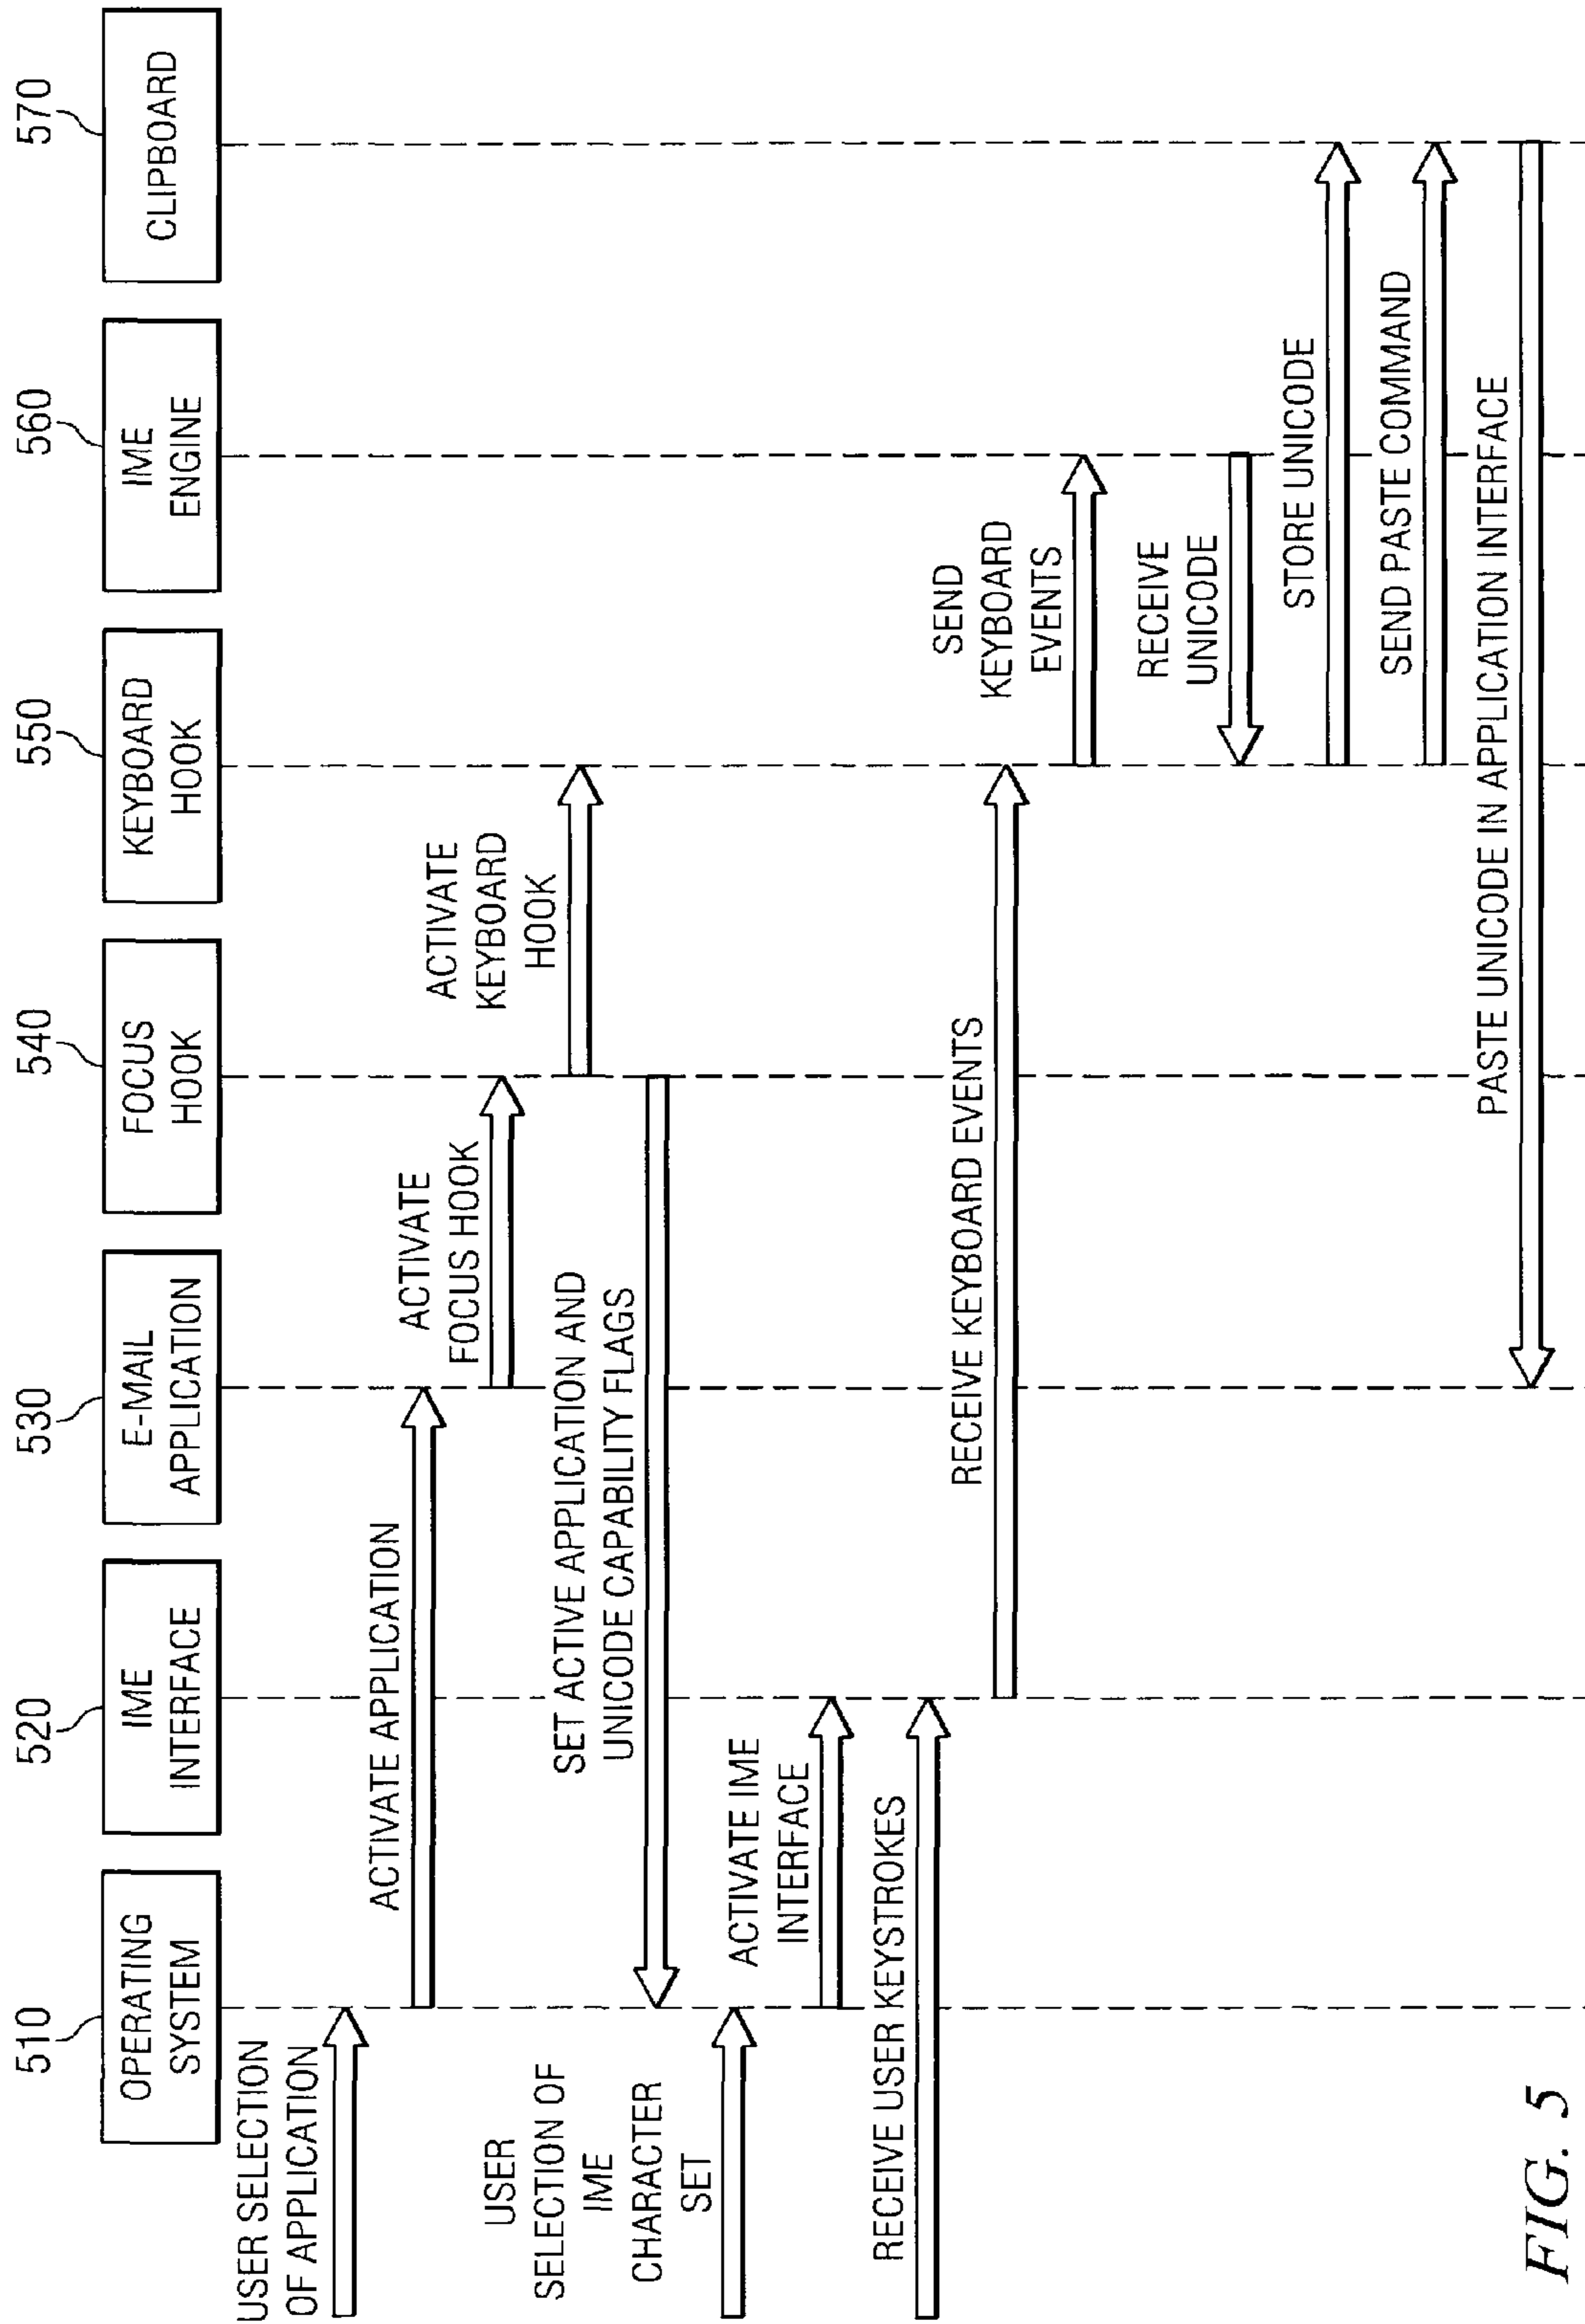 510
OPERATING
SYSTEM
520
IME
INTERFACE
530
E-MAIL
APPLICATION
540
FOCUS
HOOK
550
KEYBOARD
HOOK
560
IME
ENGINE
570
CLIPBOARD
USER SELECTION
OF APPLICATION
ACTIVATE APPLICATION
ACTIVATE
FOCUS HOOK
ACTIVATE
KEYBOARD
HOOK
SET ACTIVE APPLICATION AND
UNICODE CAPABILITY FLAGS
USER
SELECTION OF
IME
CHARACTER
SET
ACTIVATE IME
INTERFACE
RECEIVE USER KEYSTROKES
RECEIVE KEYBOARD EVENTS
SEND
KEYBOARD
EVENTS
RECEIVE
UNICODE
STORE UNICODE
SEND PASTE COMMAND
PASTE UNICODE IN APPLICATION INTERFACE
FIG. 5